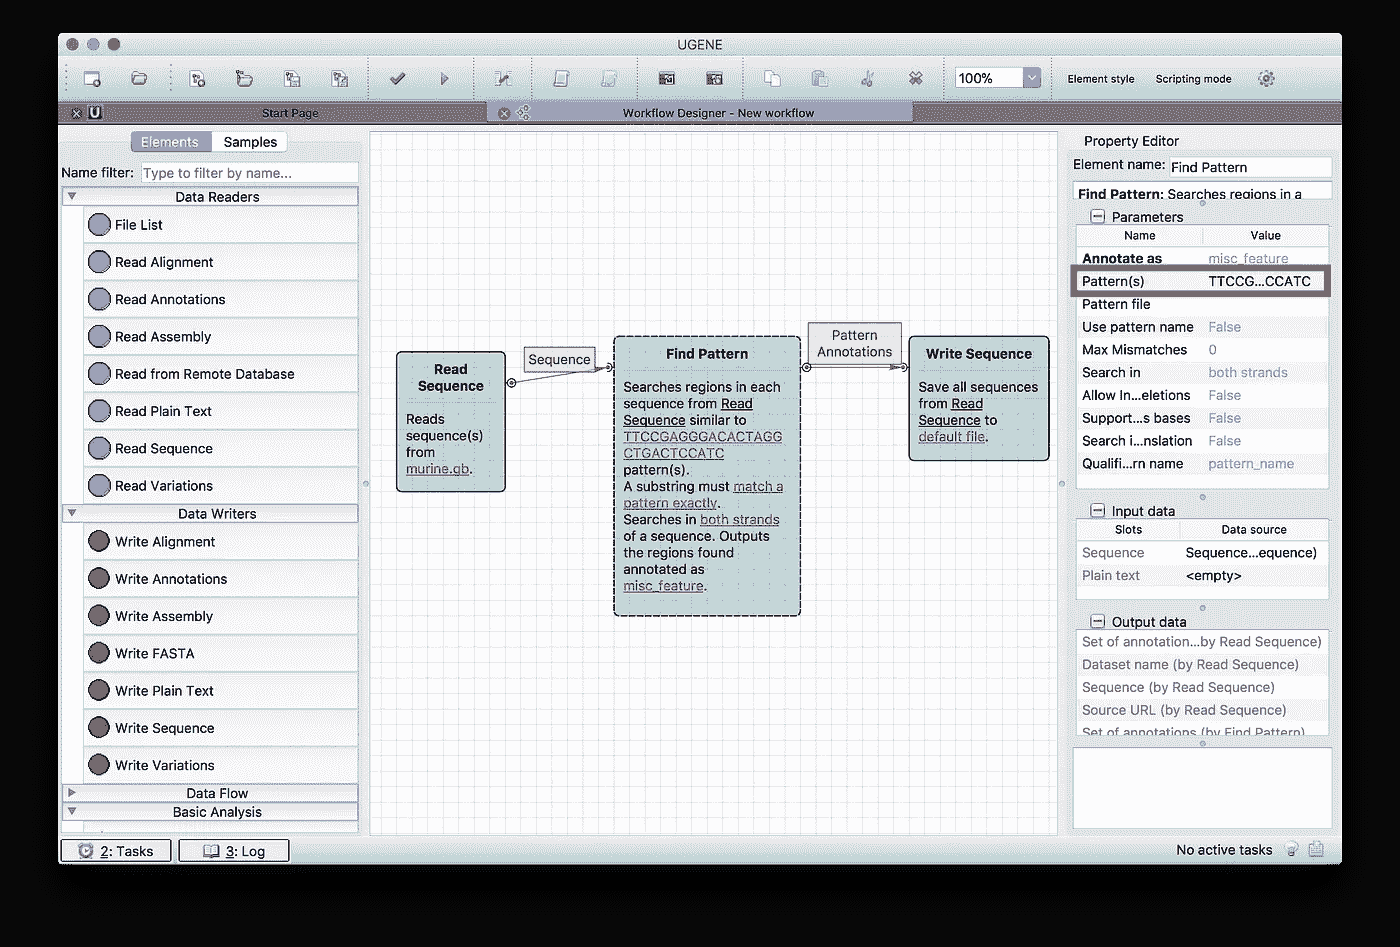 UGENE
100%
Element style
Scripting mode
U
Start Page
Workflow Designer - New workflow
Elements
Samples
Name filter:
Type to filter by name...
Data Readers
File List
Read Alignment
Read Annotations
Read Assembly
Read from Remote Database
Read Plain Text
Read Sequence
Read Variations
Data Writers
Write Alignment
Write Annotations
Write Assembly
Write FASTA
Write Plain Text
Write Sequence
Write Variations
Data Flow
Basic Analysis
Read
Sequence
Reads
sequence(s)
from
murine.gb.
Sequence
Find Pattern
Searches regions in each
sequence from Read
Sequence similar to
TTCCGAGGGACACTAGG
CTGACTCCATC
pattern(s).
A substring must match a
pattern exactly.
Searches in both strands
of a sequence. Outputs
the regions found
annotated as
misc_feature.
Pattern
Annotations
Write Sequence
Save all sequences
from Read
Sequence to
default file.
Property Editor
Element name:
Find Pattern
Find Pattern: Searches regions in a
Parameters
Name Value
Annotate as misc_feature
Pattern(s) TTCCG...CCATC
Pattern file
Use pattern name False
Max Mismatches 0
Search in both strands
Allow In...eletions False
Support...s bases False
Search i...nslation False
Qualifi...rn name pattern_name
Input data
Slots Data source
Sequence Sequence...equence)
Plain text <empty>
Output data
Set of annotation...by Read Sequence)
Dataset name (by Read Sequence)
Sequence (by Read Sequence)
Source URL (by Read Sequence)
Set of annotations (by Find Pattern)
2: Tasks
3: Log
No active tasks